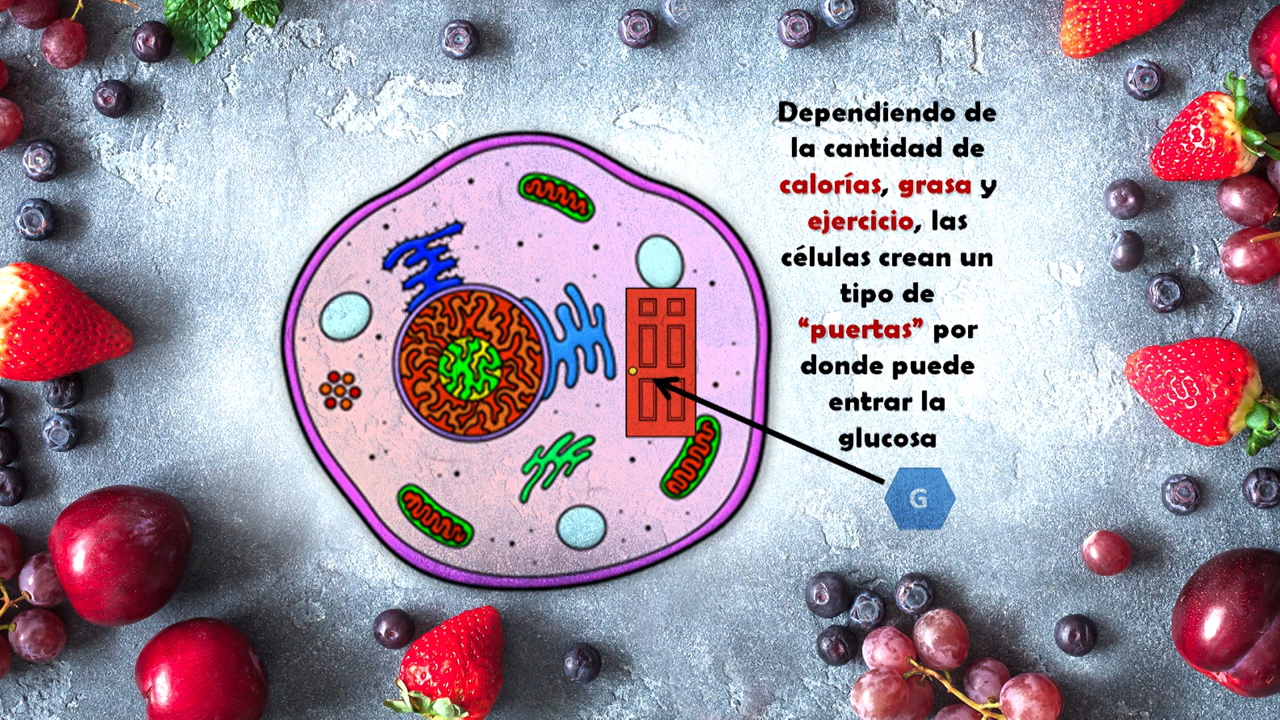 Dependiendo de
la cantidad de
calorías, grasa y
ejercicio, las
células crean un
tipo de
“puertas” por
donde puede
entrar la
glucosa
G